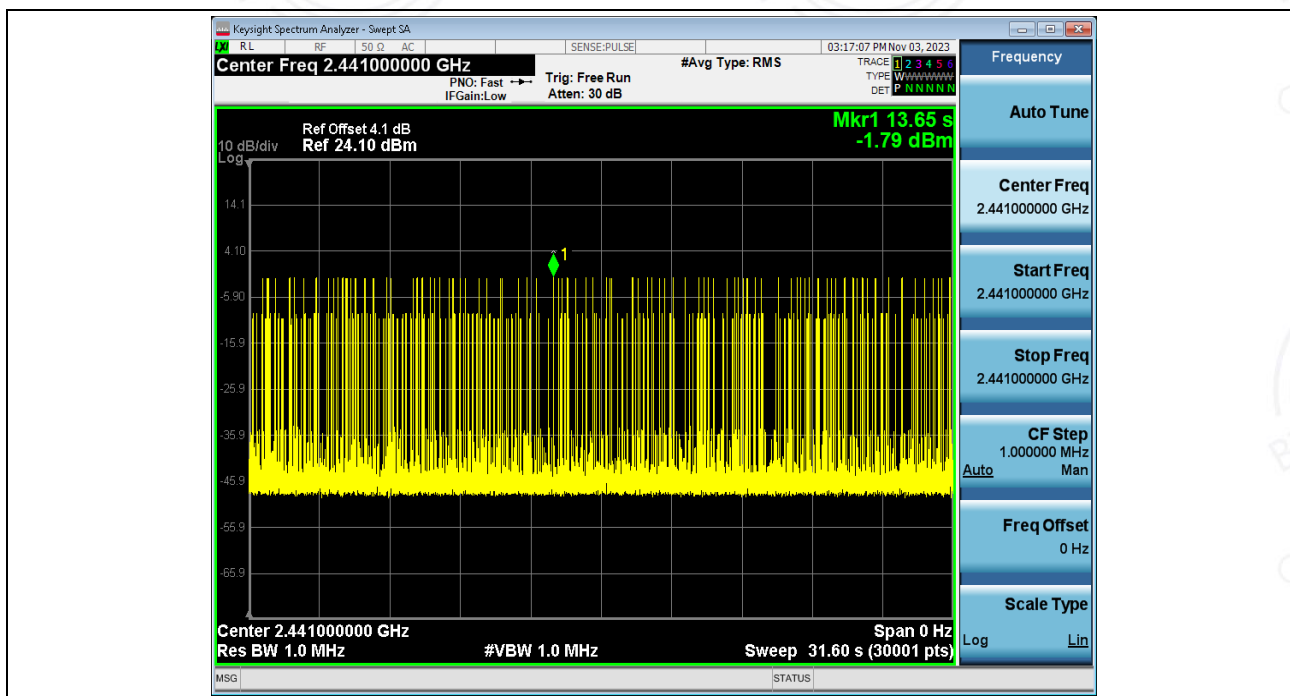 Keysight Spectrum Analyzer - Swept SA
LXI RL RF 50 Ω AC SENSE:PULSE 03:17:07 PM Nov 03, 2023
Center Freq 2.441000000 GHz #Avg Type: RMS TRACE 1 2 3 4 5 6
PNO: Fast Trig: Free Run TYPE WWWWWW
IFGain:Low Atten: 30 dB DET P N N N N N
Mkr1 13.65 s
-1.79 dBm
Ref Offset 4.1 dB
10 dB/div Ref 24.10 dBm
Log
14.1
4.10
1
-5.90
-15.9
-25.9
-35.9
-45.9
-55.9
-65.9
Center 2.441000000 GHz Span 0 Hz
Res BW 1.0 MHz #VBW 1.0 MHz Sweep 31.60 s (30001 pts)
MSG STATUS
Frequency
Auto Tune
Center Freq
2.441000000 GHz
Start Freq
2.441000000 GHz
Stop Freq
2.441000000 GHz
CF Step
1.000000 MHz
Auto Man
Freq Offset
0 Hz
Scale Type
Log Lin